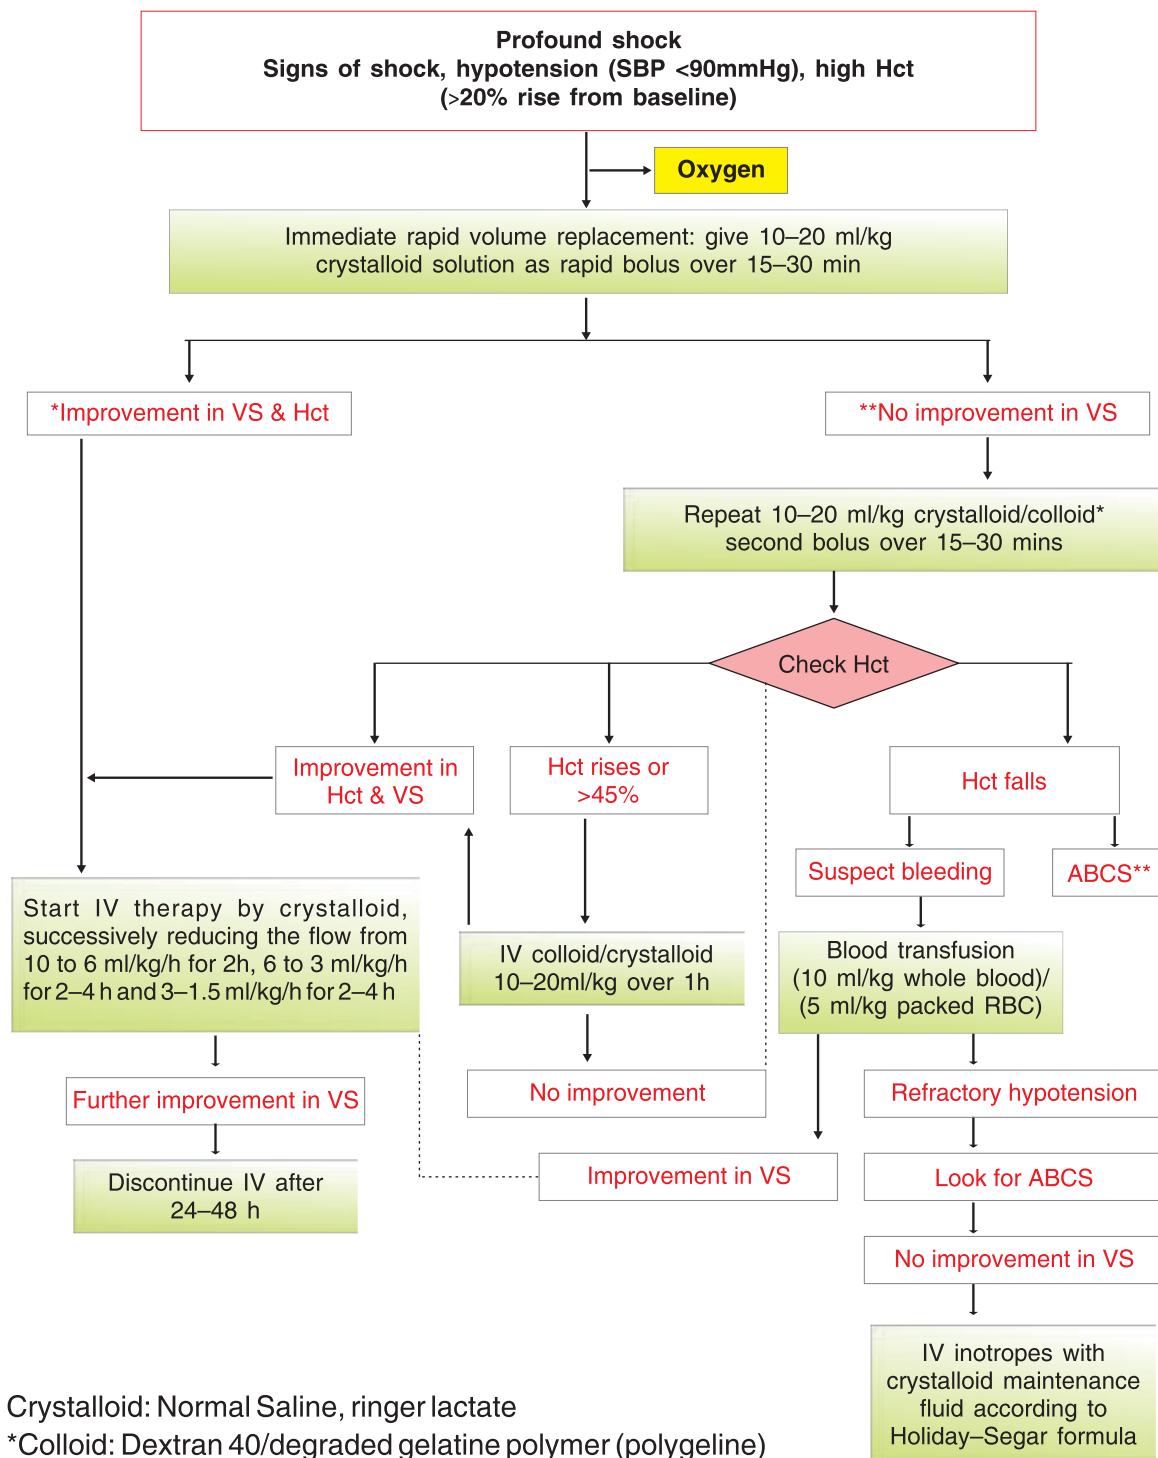 Profound shock
Signs of shock, hypotension (SBP <90mmHg), high Hct
(>20% rise from baseline)
Oxygen
Immediate rapid volume replacement: give 10–20 ml/kg
crystalloid solution as rapid bolus over 15–30 min
*Improvement in VS & Hct
**No improvement in VS
Repeat 10–20 ml/kg crystalloid/colloid*
second bolus over 15–30 mins
Check Hct
Improvement in
Hct & VS
Hct rises or
>45%
Hct falls
Suspect bleeding
ABCS**
Start IV therapy by crystalloid,
successively reducing the flow from
10 to 6 ml/kg/h for 2h, 6 to 3 ml/kg/h
for 2–4 h and 3–1.5 ml/kg/h for 2–4 h
IV colloid/crystalloid
10–20ml/kg over 1h
Blood transfusion
(10 ml/kg whole blood)/
(5 ml/kg packed RBC)
Further improvement in VS
No improvement
Refractory hypotension
Discontinue IV after
24–48 h
Improvement in VS
Look for ABCS
No improvement in VS
IV inotropes with
crystalloid maintenance
fluid according to
Holiday–Segar formula
Crystalloid: Normal Saline, ringer lactate
*Colloid: Dextran 40/degraded gelatine polymer (polygeline)